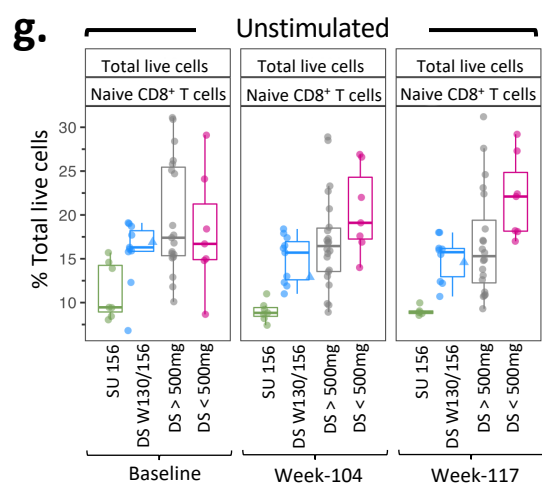 g.
Unstimulated
Total live cells
Total live cells
Total live cells
Naive CD8⁺ T cells
Naive CD8⁺ T cells
Naive CD8⁺ T cells
% Total live cells
30
25
20
15
10
SU 156
DS W130/156
DS > 500mg
DS < 500mg
SU 156
DS W130/156
DS > 500mg
DS < 500mg
SU 156
DS W130/156
DS > 500mg
DS < 500mg
Baseline
Week-104
Week-117